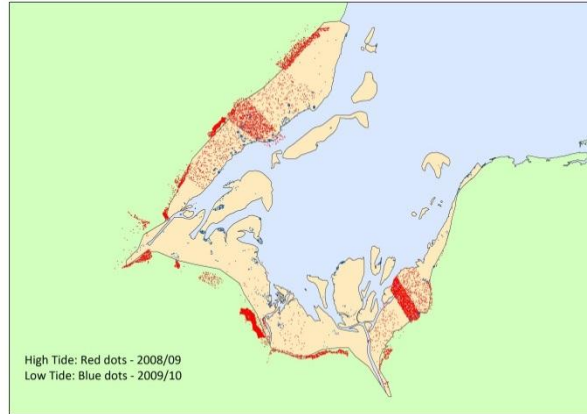 High Tide: Red dots - 2008/09
Low Tide: Blue dots - 2009/10